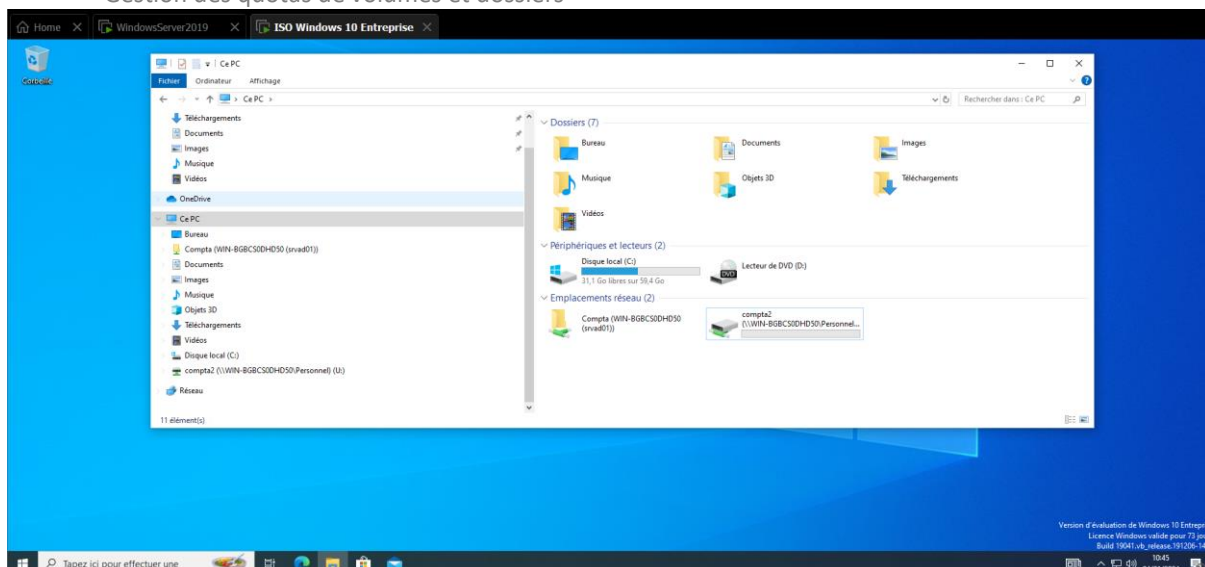 Gestion des quotas de volumes et dossiers
Home
WindowsServer2019
ISO Windows 10 Entreprise
Corbeille
Ce PC
Fichier Ordinateur Affichage
Ce PC
Rechercher dans : Ce PC
Téléchargements
Documents
Images
Musique
Vidéos
OneDrive
Ce PC
Bureau
Compta (WIN-BGBCS0DHD50 (srvad01))
Documents
Images
Musique
Objets 3D
Téléchargements
Vidéos
Disque local (C:)
compta2 (\\WIN-BGBCS0DHD50\Personnel) (U:)
Réseau
11 élément(s)
Dossiers (7)
Bureau
Documents
Images
Musique
Objets 3D
Téléchargements
Vidéos
Périphériques et lecteurs (2)
Disque local (C:)
31,1 Go libres sur 59,4 Go
Lecteur de DVD (D:)
DVD
Emplacements réseau (2)
Compta (WIN-BGBCS0DHD50
(srvad01))
compta2
(\\WIN-BGBCS0DHD50\Personnel...
Version d'évaluation de Windows 10 Entrepr
Licence Windows valide pour 73 jou
Build 19041.vb_release.191206-14
Tapez ici pour effectuer une
10:45